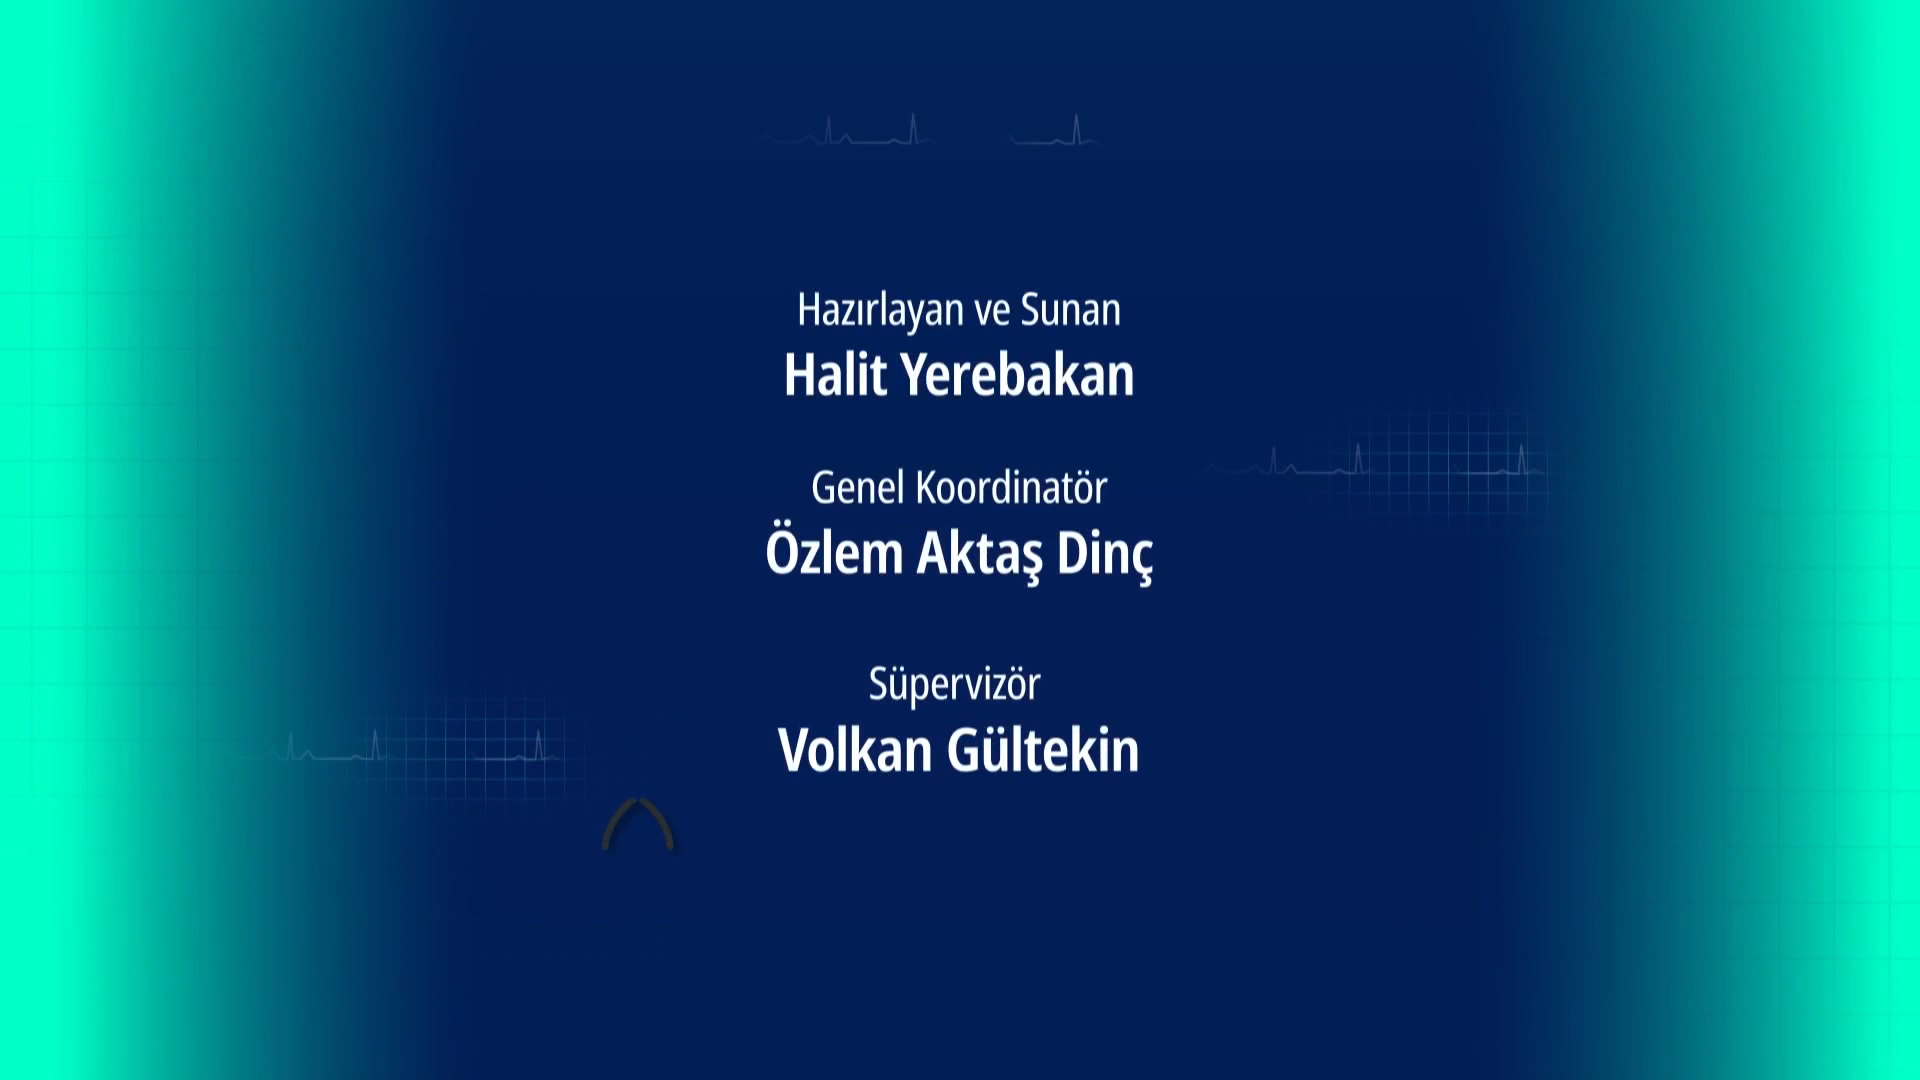 Hazırlayan ve Sunan
Halit Yerebakan
Genel Koordinatör
Özlem Aktaş Dinç
Süpervizör
Volkan Gültekin